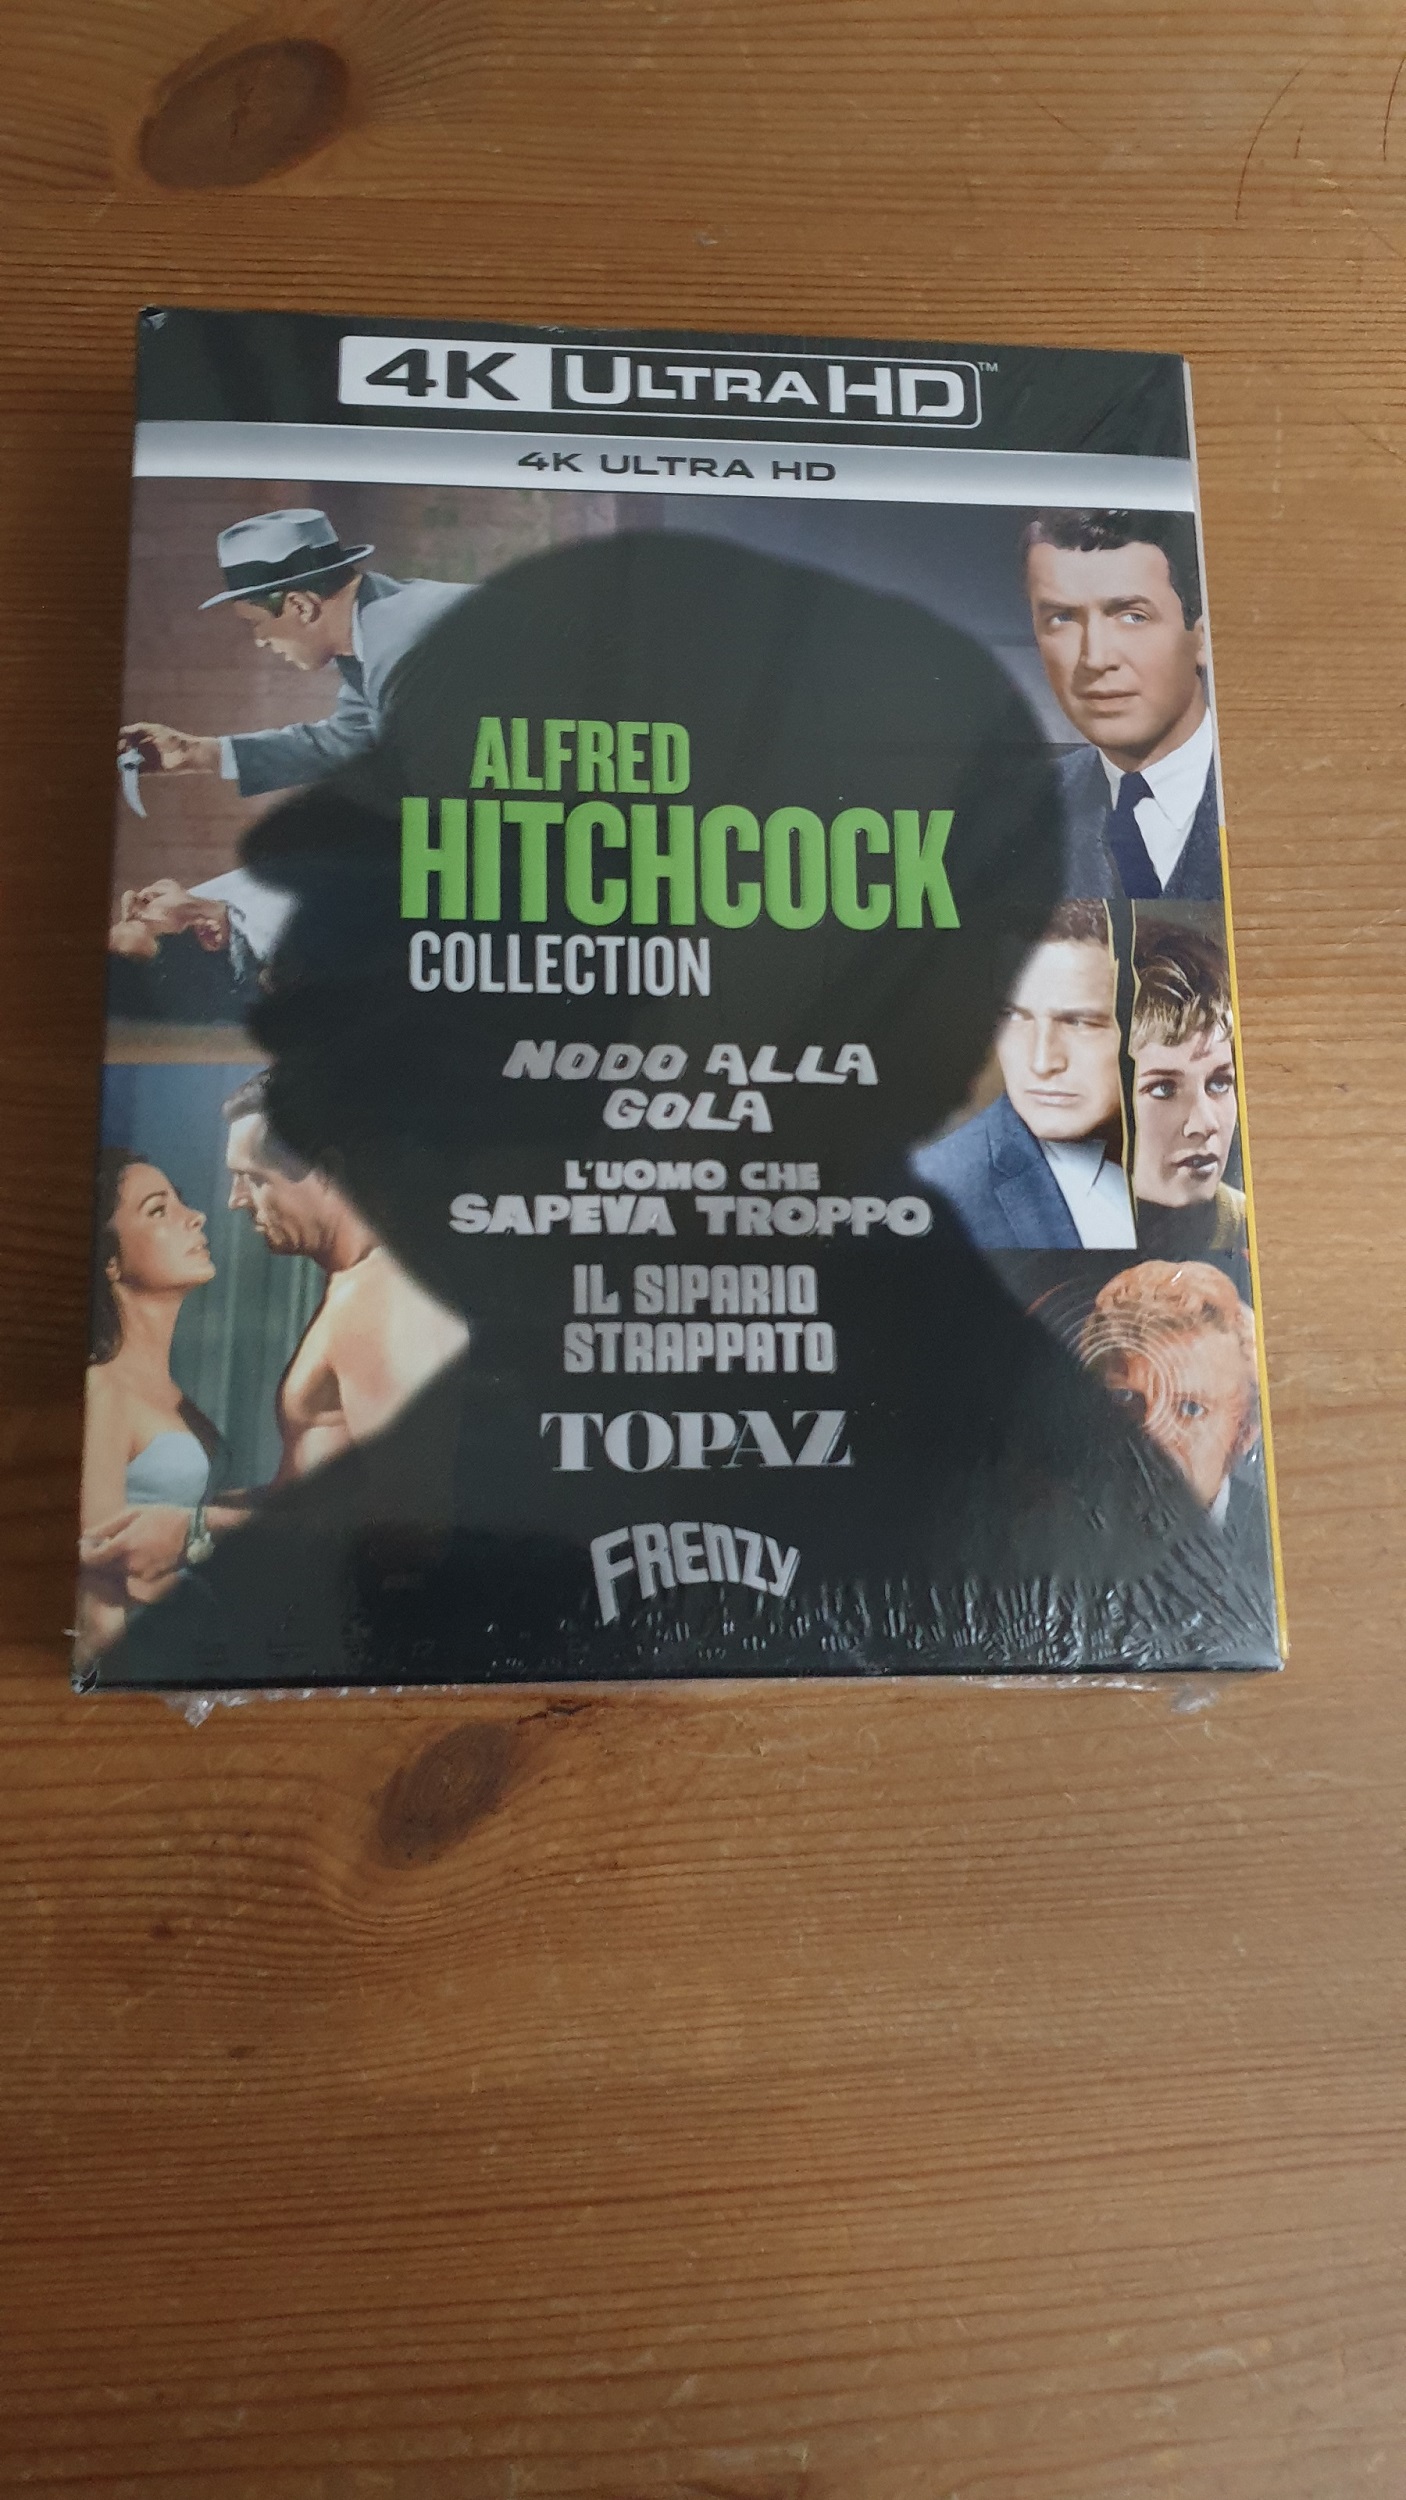 4K ULTRA HD™
4K ULTRA HD
ALFRED
HITCHCOCK
COLLECTION
NODO ALLA
GOLA
L'UOMO CHE
SAPEVA TROPPO
IL SIPARIO
STRAPPATO
TOPAZ
FRENZY